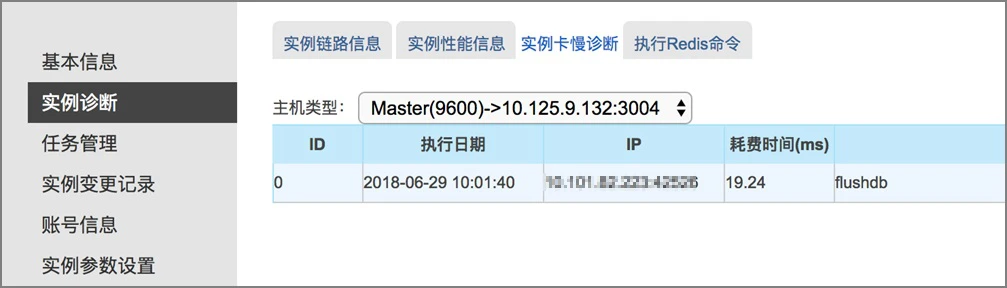 实例链路信息 实例性能信息 实例卡慢诊断 执行Redis命令
基本信息
实例诊断
任务管理
实例变更记录
账号信息
实例参数设置
主机类型: Master(9600)->10.125.9.132:3004
ID 执行日期 IP 耗费时间(ms)
0 2018-06-29 10:01:40 19.24 flushdb